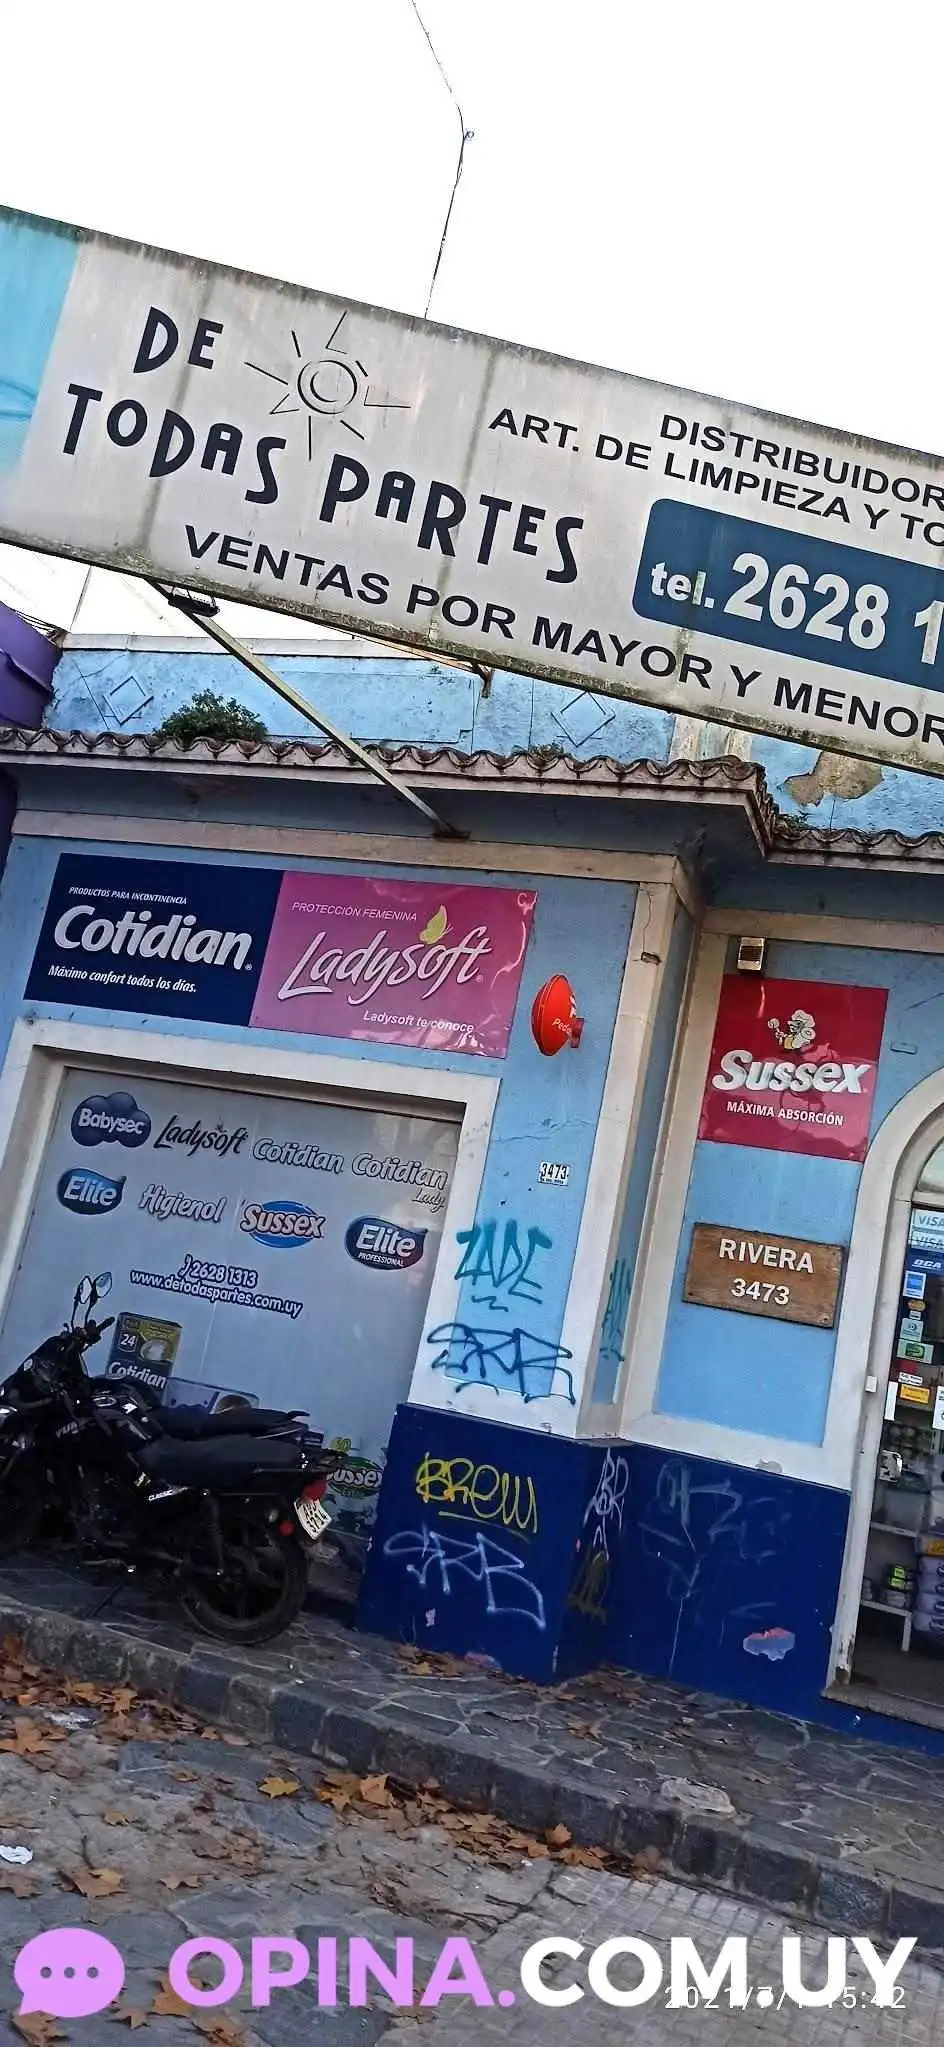 DE
TODAS PARTES
VENTAS POR MAYOR Y MENOR
DISTRIBUIDOR
ART. DE LIMPIEZA Y TO
tel. 2628 1
PRODUCTOS PARA INCONTINENCIA
Cotidian
Máximo confort todos los días.
PROTECCIÓN FEMENINA
Ladysoft
Ladysoft te conoce
Sussex
MÁXIMA ABSORCIÓN
Babysec
Ladysoft
Cotidian
Cotidian
Lady
Elite
Higienol
Sussex
Elite
PROFESSIONAL
2628 1313
www.detodaspartes.com.uy
24
Cotidian
3473
RIVERA
3473
VISA
VISA
OCA
BREW
OPINA.COM.UY